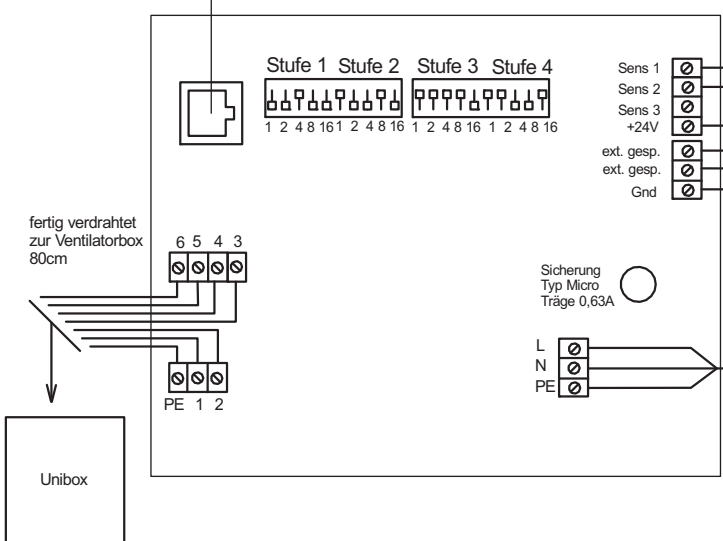 Stufe 1 Stufe 2 Stufe 3 Stufe 4
1 2 4 8 16 1 2 4 8 16 1 2 4 8 16 1 2 4 8 16
Sens 1
Sens 2
Sens 3
+24V
ext. gesp.
ext. gesp.
Gnd
fertig verdrahtet
zur Ventilatorbox
80cm
6 5 4 3
Sicherung
Typ Micro
Träge 0,63A
L
N
PE
PE 1 2
Unibox